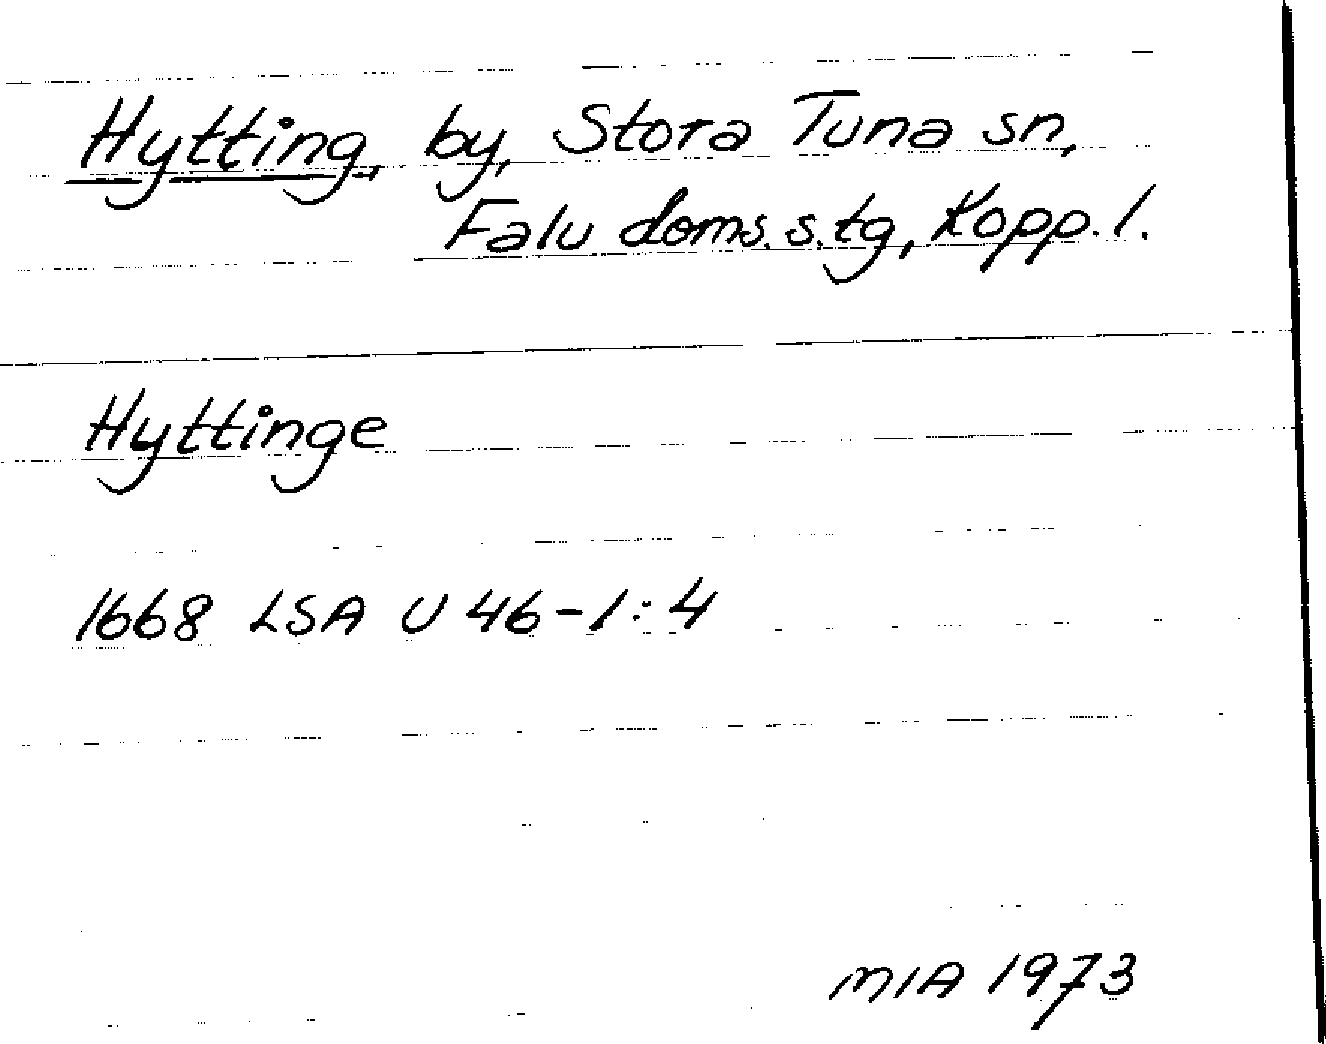 Hytting, by, Stora Tuna sn,
Falu doms.s.tg, Kopp.l.
Hyttinge
1668 LSA U 46-1:4
MIA 1973